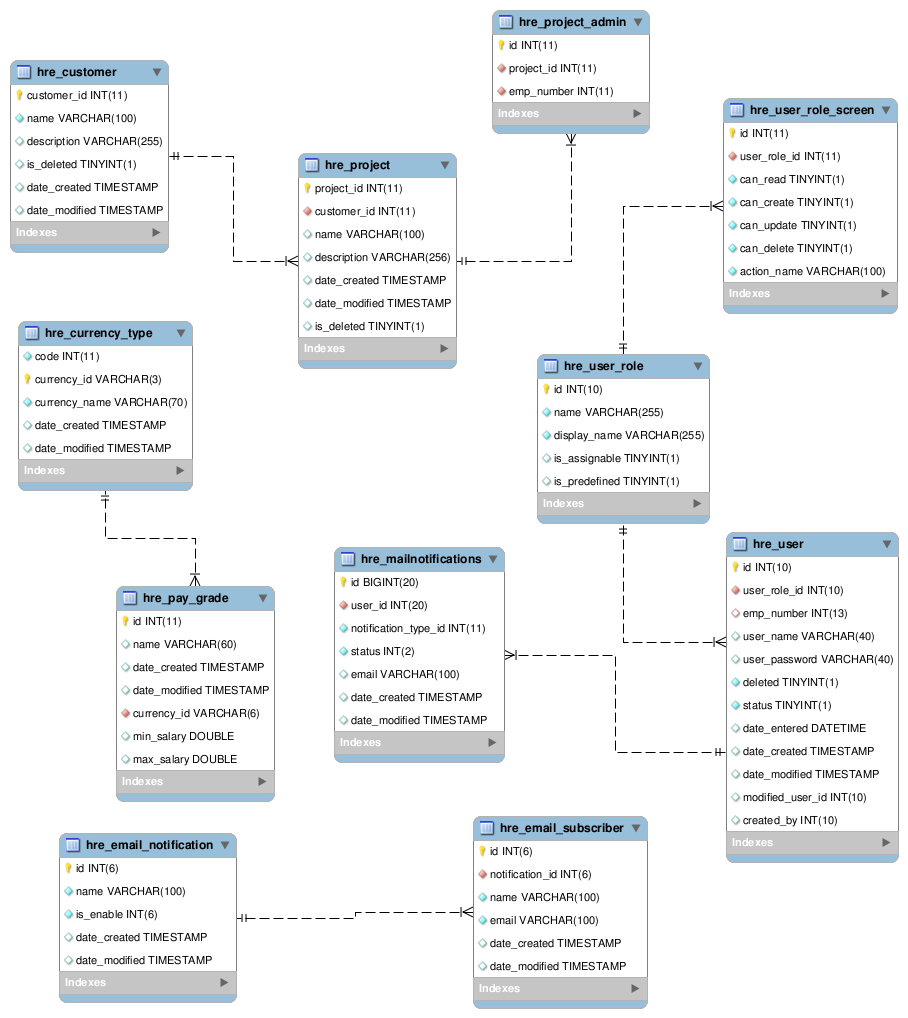 hre_project_admin
id INT(11)
project_id INT(11)
emp_number INT(11)
Indexes
hre_customer
customer_id INT(11)
name VARCHAR(100)
description VARCHAR(255)
is_deleted TINYINT(1)
date_created TIMESTAMP
date_modified TIMESTAMP
Indexes
hre_project
project_id INT(11)
customer_id INT(11)
name VARCHAR(100)
description VARCHAR(256)
date_created TIMESTAMP
date_modified TIMESTAMP
is_deleted TINYINT(1)
Indexes
hre_user_role_screen
id INT(11)
user_role_id INT(11)
can_read TINYINT(1)
can_create TINYINT(1)
can_update TINYINT(1)
can_delete TINYINT(1)
action_name VARCHAR(100)
Indexes
hre_currency_type
code INT(11)
currency_id VARCHAR(3)
currency_name VARCHAR(70)
date_created TIMESTAMP
date_modified TIMESTAMP
Indexes
hre_user_role
id INT(10)
name VARCHAR(255)
display_name VARCHAR(255)
is_assignable TINYINT(1)
is_predefined TINYINT(1)
Indexes
hre_pay_grade
id INT(11)
name VARCHAR(60)
date_created TIMESTAMP
date_modified TIMESTAMP
currency_id VARCHAR(6)
min_salary DOUBLE
max_salary DOUBLE
Indexes
hre_mailnotifications
id BIGINT(20)
user_id INT(20)
notification_type_id INT(11)
status INT(2)
email VARCHAR(100)
date_created TIMESTAMP
date_modified TIMESTAMP
Indexes
hre_user
id INT(10)
user_role_id INT(10)
emp_number INT(13)
user_name VARCHAR(40)
user_password VARCHAR(40)
deleted TINYINT(1)
status TINYINT(1)
date_entered DATETIME
date_created TIMESTAMP
date_modified TIMESTAMP
modified_user_id INT(10)
created_by INT(10)
Indexes
hre_email_notification
id INT(6)
name VARCHAR(100)
is_enable INT(6)
date_created TIMESTAMP
date_modified TIMESTAMP
Indexes
hre_email_subscriber
id INT(6)
notification_id INT(6)
name VARCHAR(100)
email VARCHAR(100)
date_created TIMESTAMP
date_modified TIMESTAMP
Indexes